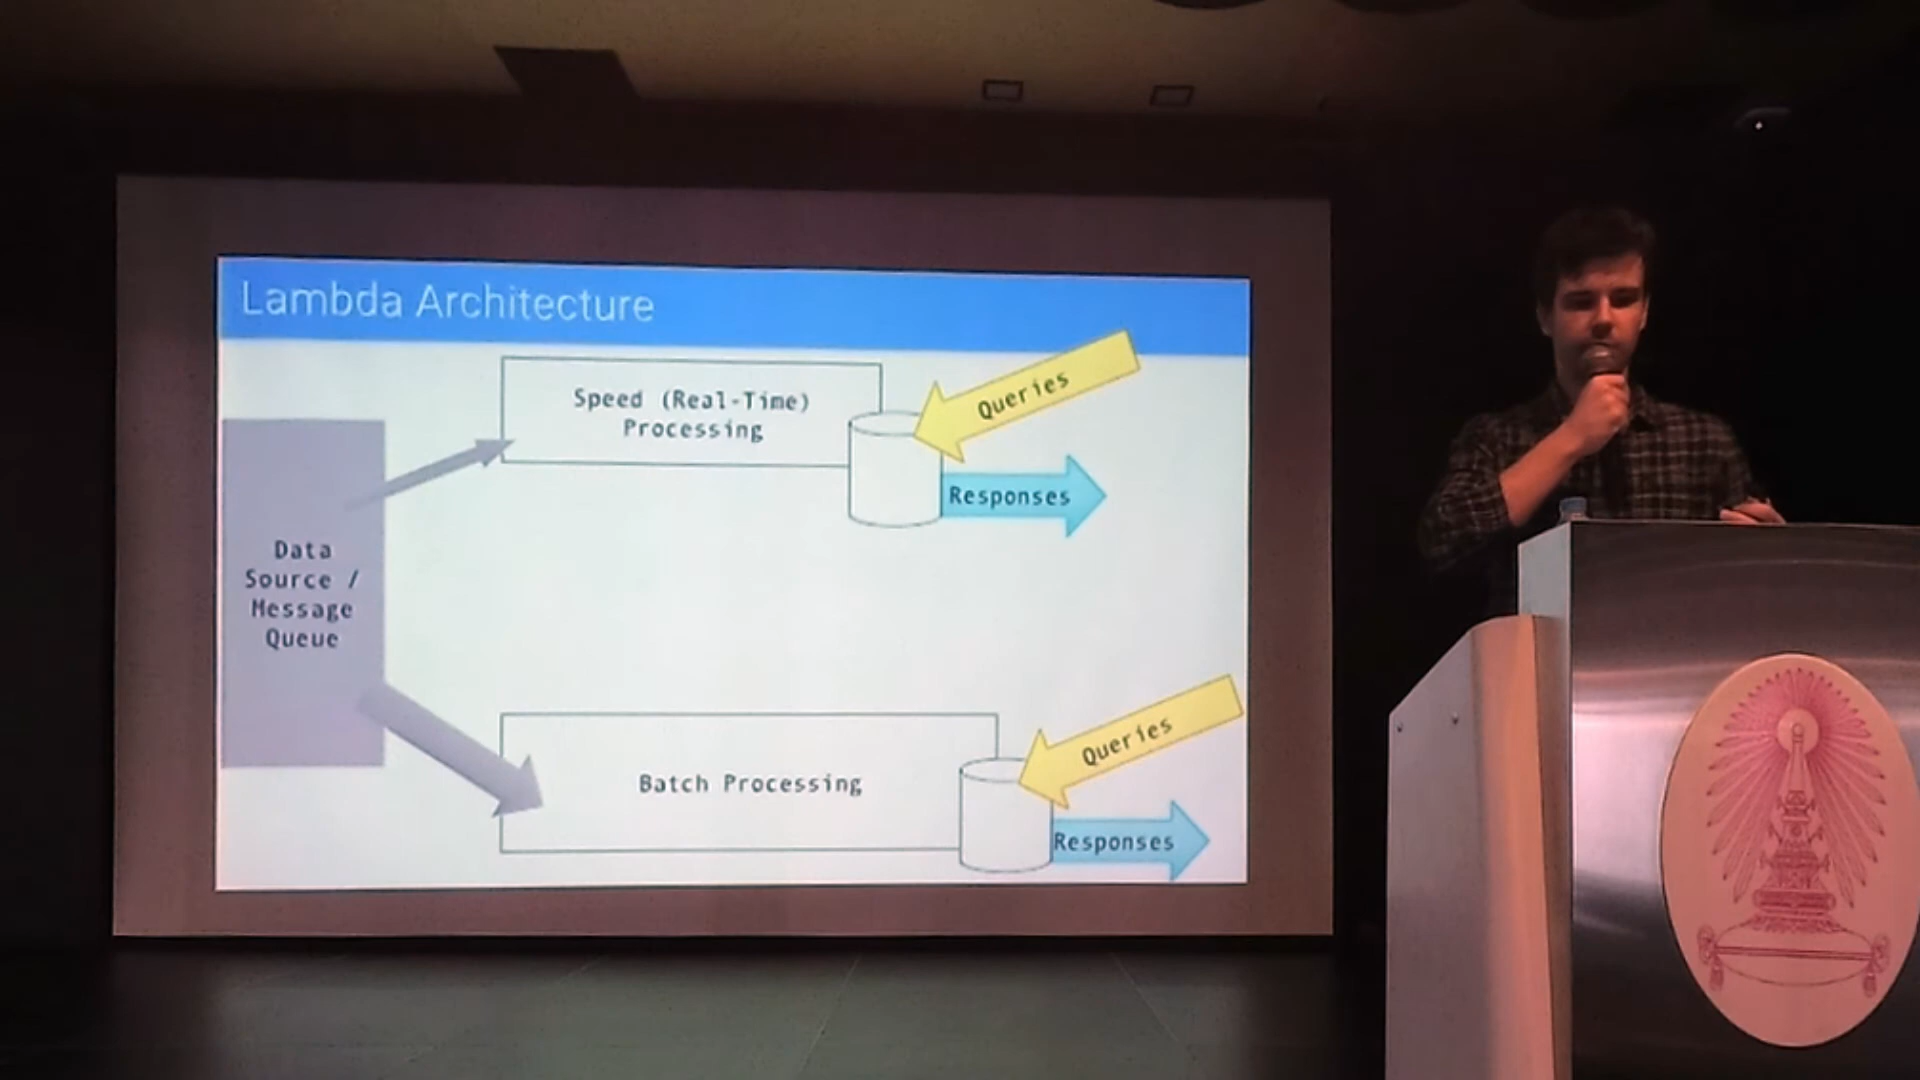 Lambda Architecture
Speed (Real-Time)
Processing
Queries
Responses
Data
Source /
Message
Queue
Batch Processing
Queries
Responses